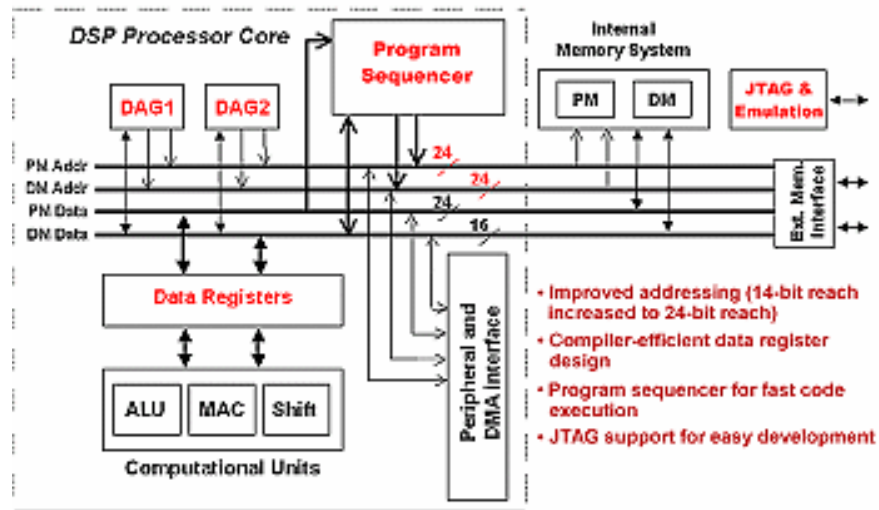 DSP Processor Core
Program
Sequencer
Internal
Memory System
PM
DM
JTAG &
Emulation
DAG1
DAG2
PM Addr
DM Addr
PM Data
DM Data
24
24
24
16
Ext. Mem.
Interface
Data Registers
ALU
MAC
Shift
Computational Units
Peripheral and
DMA interface
• Improved addressing (14-bit reach
increased to 24-bit reach)
• Compiler-efficient data register
design
• Program sequencer for fast code
execution
• JTAG support for easy development